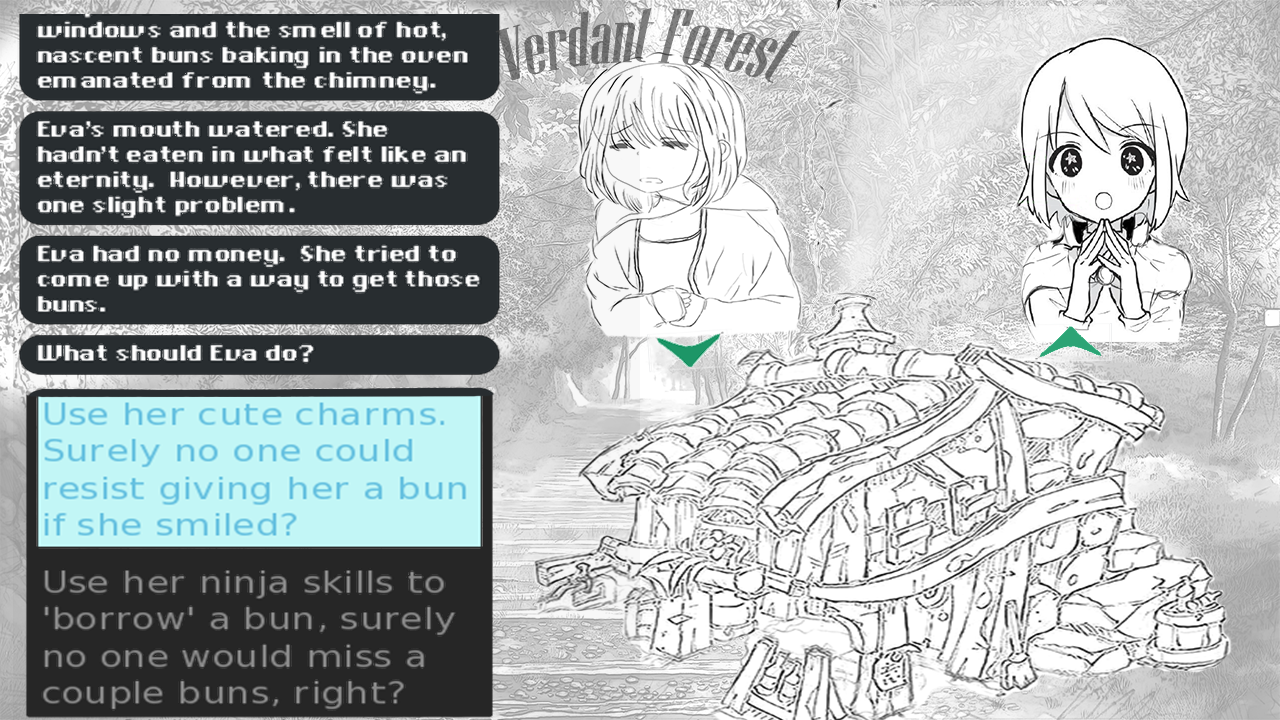 windows and the smell of hot,
nascent buns baking in the oven
emanated from the chimney.
Eva's mouth watered. She
hadn't eaten in what felt like an
eternity. However, there was
one slight problem.
Eva had no money. She tried to
come up with a way to get those
buns.
What should Eva do?
Use her cute charms.
Surely no one could
resist giving her a bun
if she smiled?
Use her ninja skills to
'borrow' a bun, surely
no one would miss a
couple buns, right?
Verdant Forest